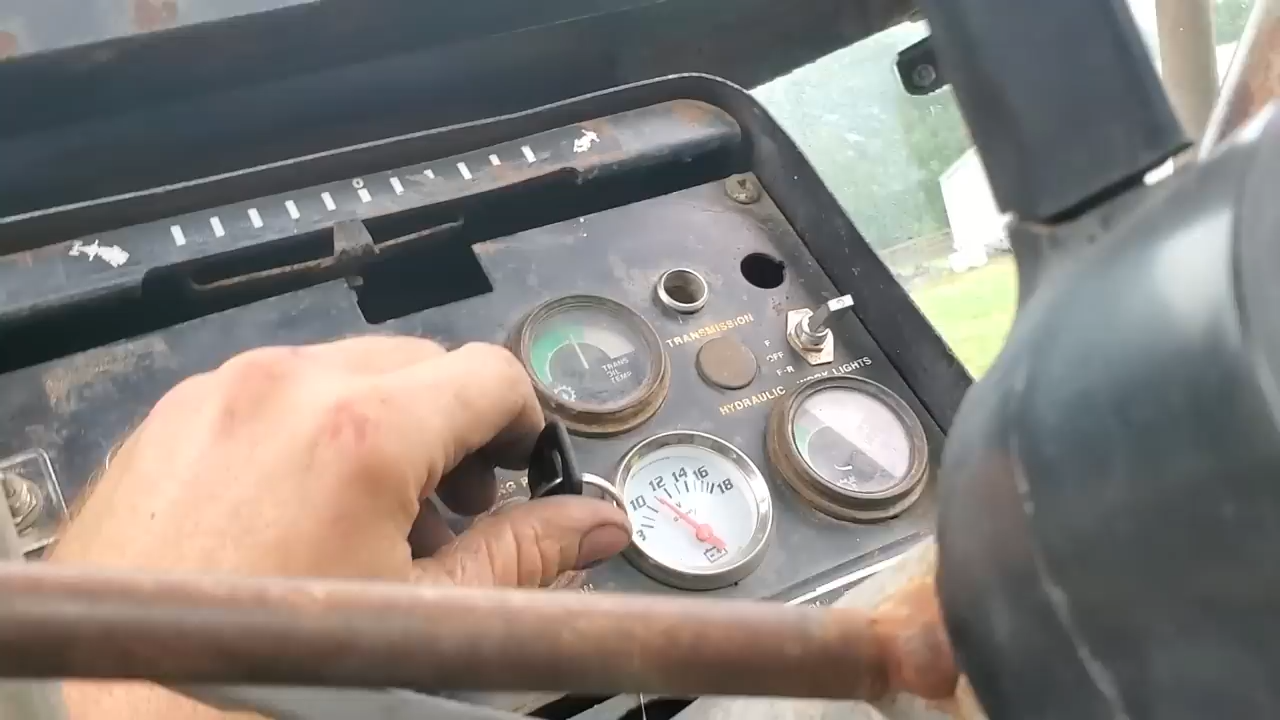 TRANSMISSION
F
OFF
F-R
WORK LIGHTS
HYDRAULIC
TRANS
OIL
TEMP
10 12 14 16 18